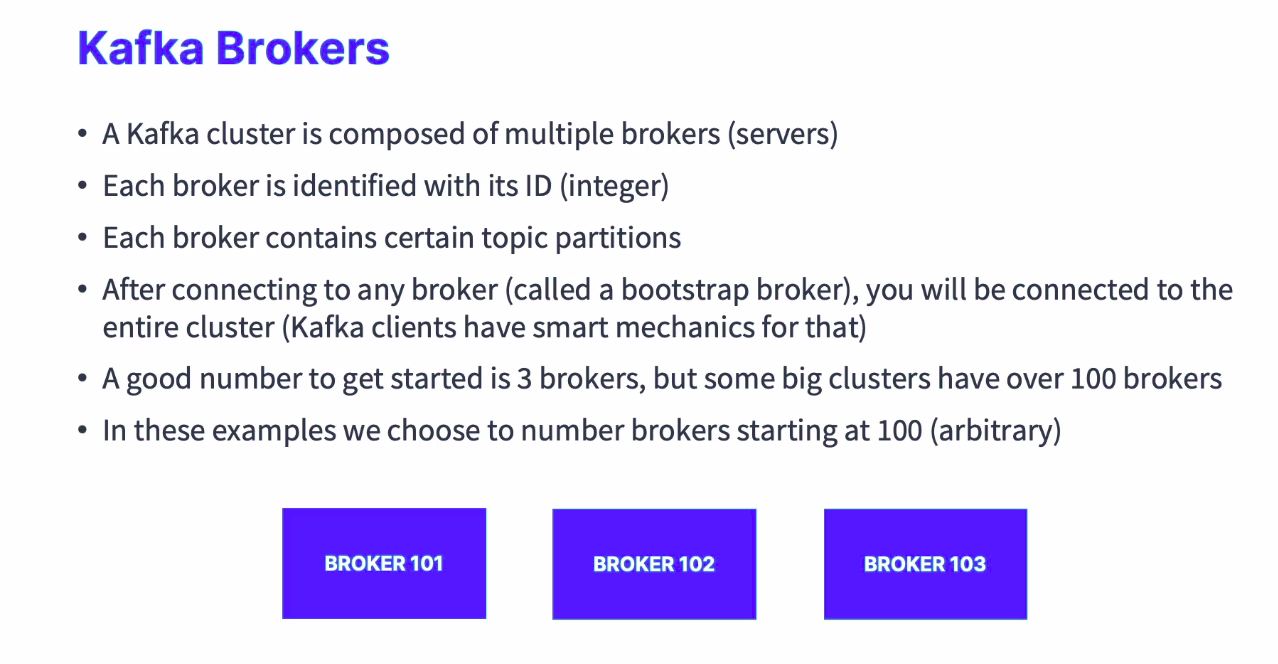 Kafka Brokers
• A Kafka cluster is composed of multiple brokers (servers)
• Each broker is identified with its ID (integer)
• Each broker contains certain topic partitions
• After connecting to any broker (called a bootstrap broker), you will be connected to the
entire cluster (Kafka clients have smart mechanics for that)
• A good number to get started is 3 brokers, but some big clusters have over 100 brokers
• In these examples we choose to number brokers starting at 100 (arbitrary)
BROKER 101
BROKER 102
BROKER 103